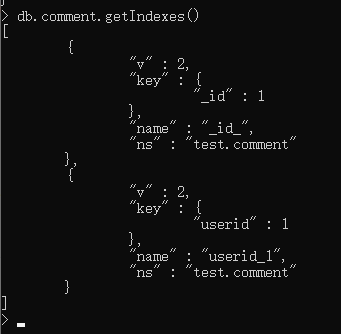 > db.comment.getIndexes()
[
        {
                "v" : 2,
                "key" : {
                        "_id" : 1
                },
                "name" : "_id_",
                "ns" : "test.comment"
        },
        {
                "v" : 2,
                "key" : {
                        "userid" : 1
                },
                "name" : "userid_1",
                "ns" : "test.comment"
        }
]
>